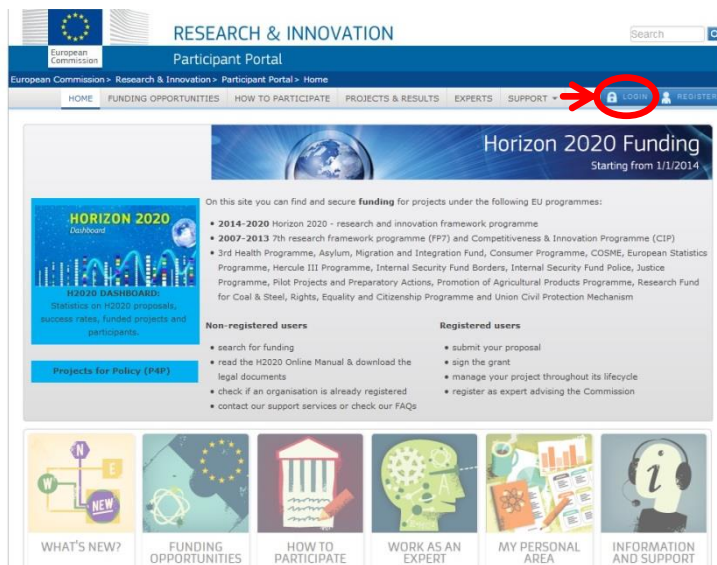 RESEARCH & INNOVATION
Search
European
Commission
Participant Portal
European Commission > Research & Innovation > Participant Portal > Home
HOME FUNDING OPPORTUNITIES HOW TO PARTICIPATE PROJECTS & RESULTS EXPERTS SUPPORT LOGIN REGISTER
Horizon 2020 Funding
Starting from 1/1/2014
On this site you can find and secure funding for projects under the following EU programmes:
• 2014-2020 Horizon 2020 - research and innovation framework programme
• 2007-2013 7th research framework programme (FP7) and Competitiveness & Innovation Programme (CIP)
• 3rd Health Programme, Asylum, Migration and Integration Fund, Consumer Programme, COSME, European Statistics
Programme, Hercule III Programme, Internal Security Fund Borders, Internal Security Fund Police, Justice
Programme, Pilot Projects and Preparatory Actions, Promotion of Agricultural Products Programme, Research Fund
for Coal & Steel, Rights, Equality and Citizenship Programme and Union Civil Protection Mechanism
HORIZON 2020
Dashboard
H2020 DASHBOARD:
Statistics on H2020 proposals,
success rates, funded projects and
participants.
Projects for Policy (P4P)
Non-registered users
• search for funding
• read the H2020 Online Manual & download the
legal documents
• check if an organisation is already registered
• contact our support services or check our FAQs
Registered users
• submit your proposal
• sign the grant
• manage your project throughout its lifecycle
• register as expert advising the Commission
N
E
W
NEW
i
WHAT'S NEW?
FUNDING
OPPORTUNITIES
HOW TO
PARTICIPATE
WORK AS AN
EXPERT
MY PERSONAL
AREA
INFORMATION
AND SUPPORT